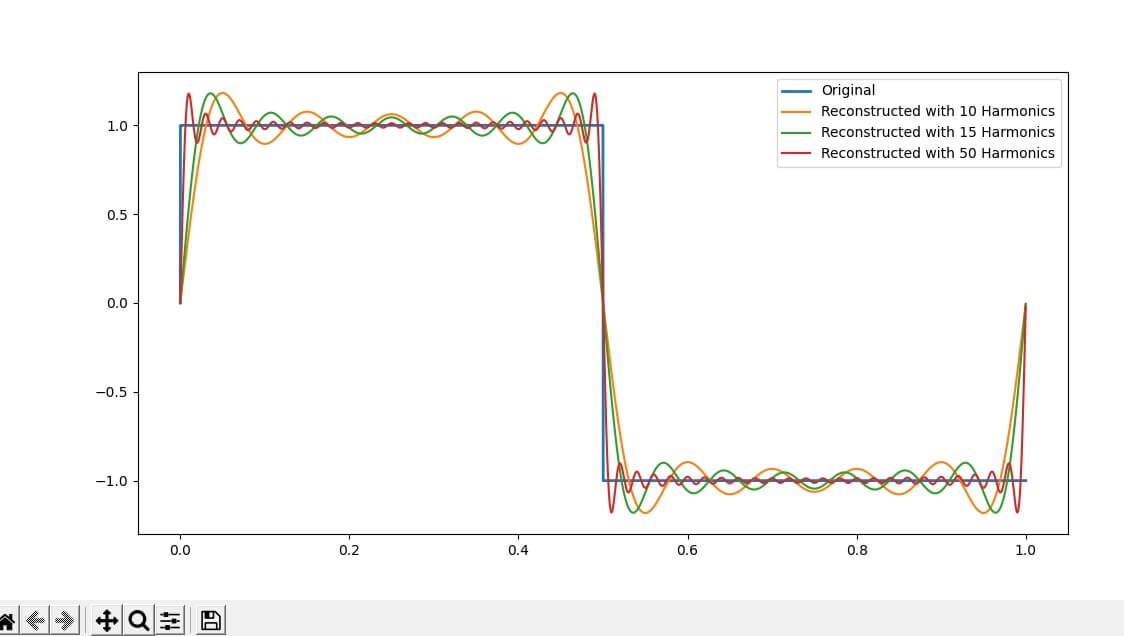 Original
Reconstructed with 10 Harmonics
Reconstructed with 15 Harmonics
Reconstructed with 50 Harmonics
1.0
0.5
0.0
−0.5
−1.0
0.0 0.2 0.4 0.6 0.8 1.0